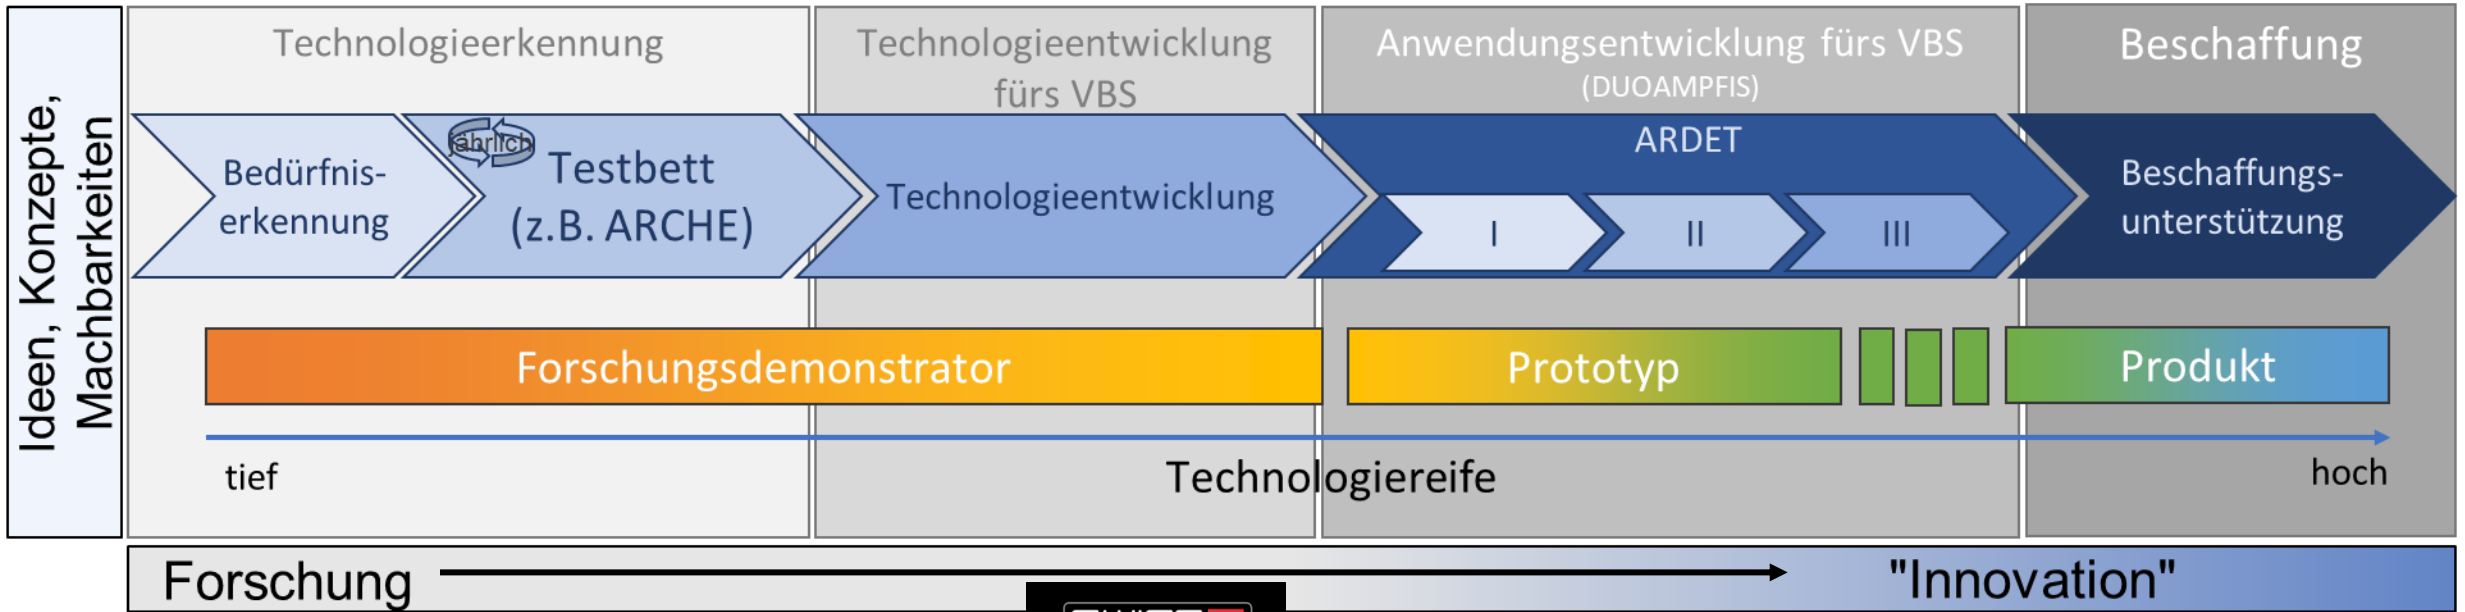 Ideen, Konzepte,
Machbarkeiten
Technologieerkennung
Technologieentwicklung
fürs VBS
Anwendungsentwicklung fürs VBS
(DUOAMPFIS)
Beschaffung
Bedürfnis-
erkennung
jährlich
Testbett
(z.B. ARCHE)
Technologieentwicklung
ARDET
I
II
III
Beschaffungs-
unterstützung
Forschungsdemonstrator
Prototyp
Produkt
tief
Technologiereife
hoch
Forschung
"Innovation"